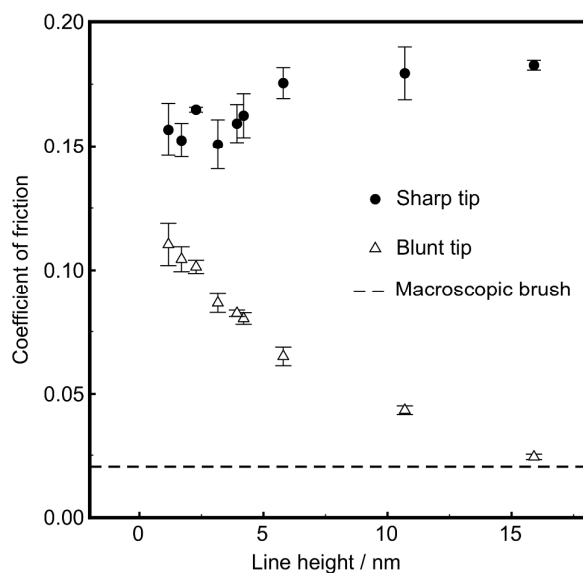 0.20
0.15
0.10
0.05
0.00
Coefficient of friction
Sharp tip
Blunt tip
Macroscopic brush
0 5 10 15
Line height / nm